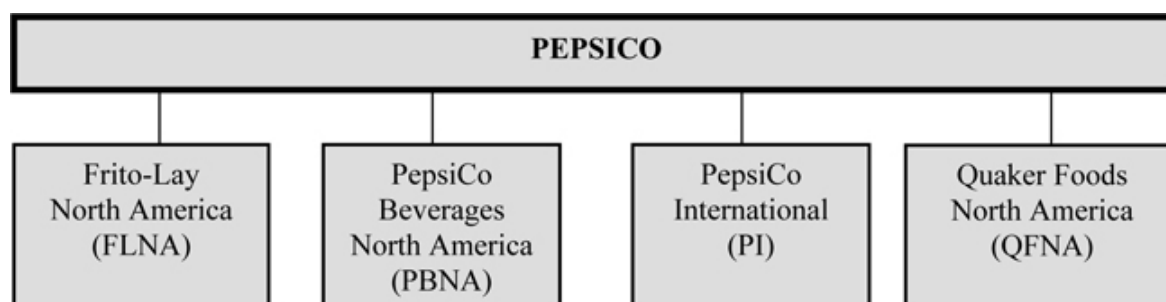 PEPSICO
Frito-Lay
North America
(FLNA)
PepsiCo
Beverages
North America
(PBNA)
PepsiCo
International
(PI)
Quaker Foods
North America
(QFNA)